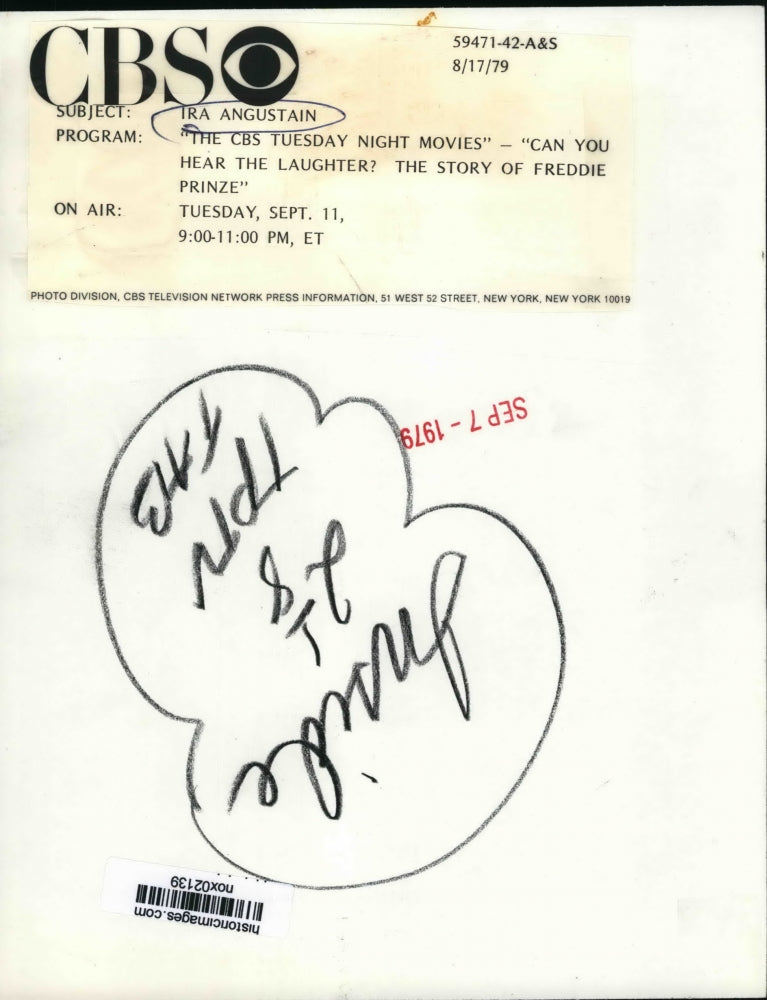 CBS
59471-42-A&S
8/17/79
SUBJECT: IRA ANGUSTAIN
PROGRAM: "THE CBS TUESDAY NIGHT MOVIES" — "CAN YOU
HEAR THE LAUGHTER? THE STORY OF FREDDIE
PRINZE"
ON AIR: TUESDAY, SEPT. 11,
9:00-11:00 PM, ET
PHOTO DIVISION, CBS TELEVISION NETWORK PRESS INFORMATION, 51 WEST 52 STREET, NEW YORK, NEW YORK 10019
SEP 7 - 1979
historicimages.com
nox02139